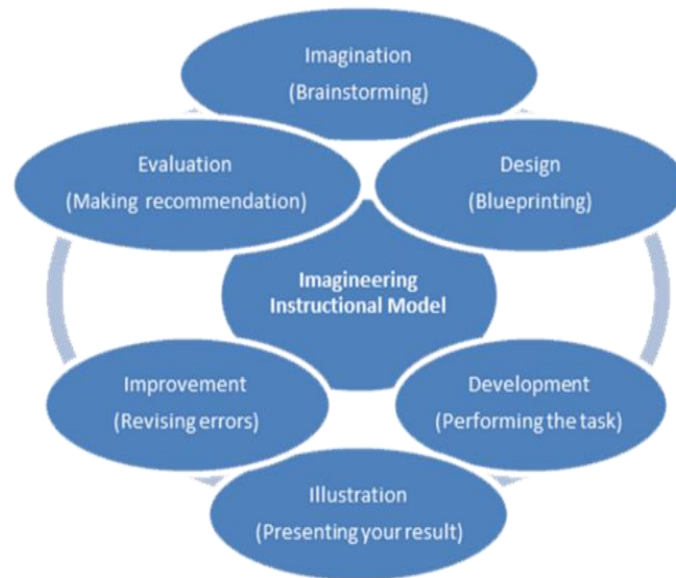 Imagination
(Brainstorming)
Evaluation
(Making recommendation)
Design
(Blueprinting)
Imagineering
Instructional Model
Improvement
(Revising errors)
Development
(Performing the task)
Illustration
(Presenting your result)